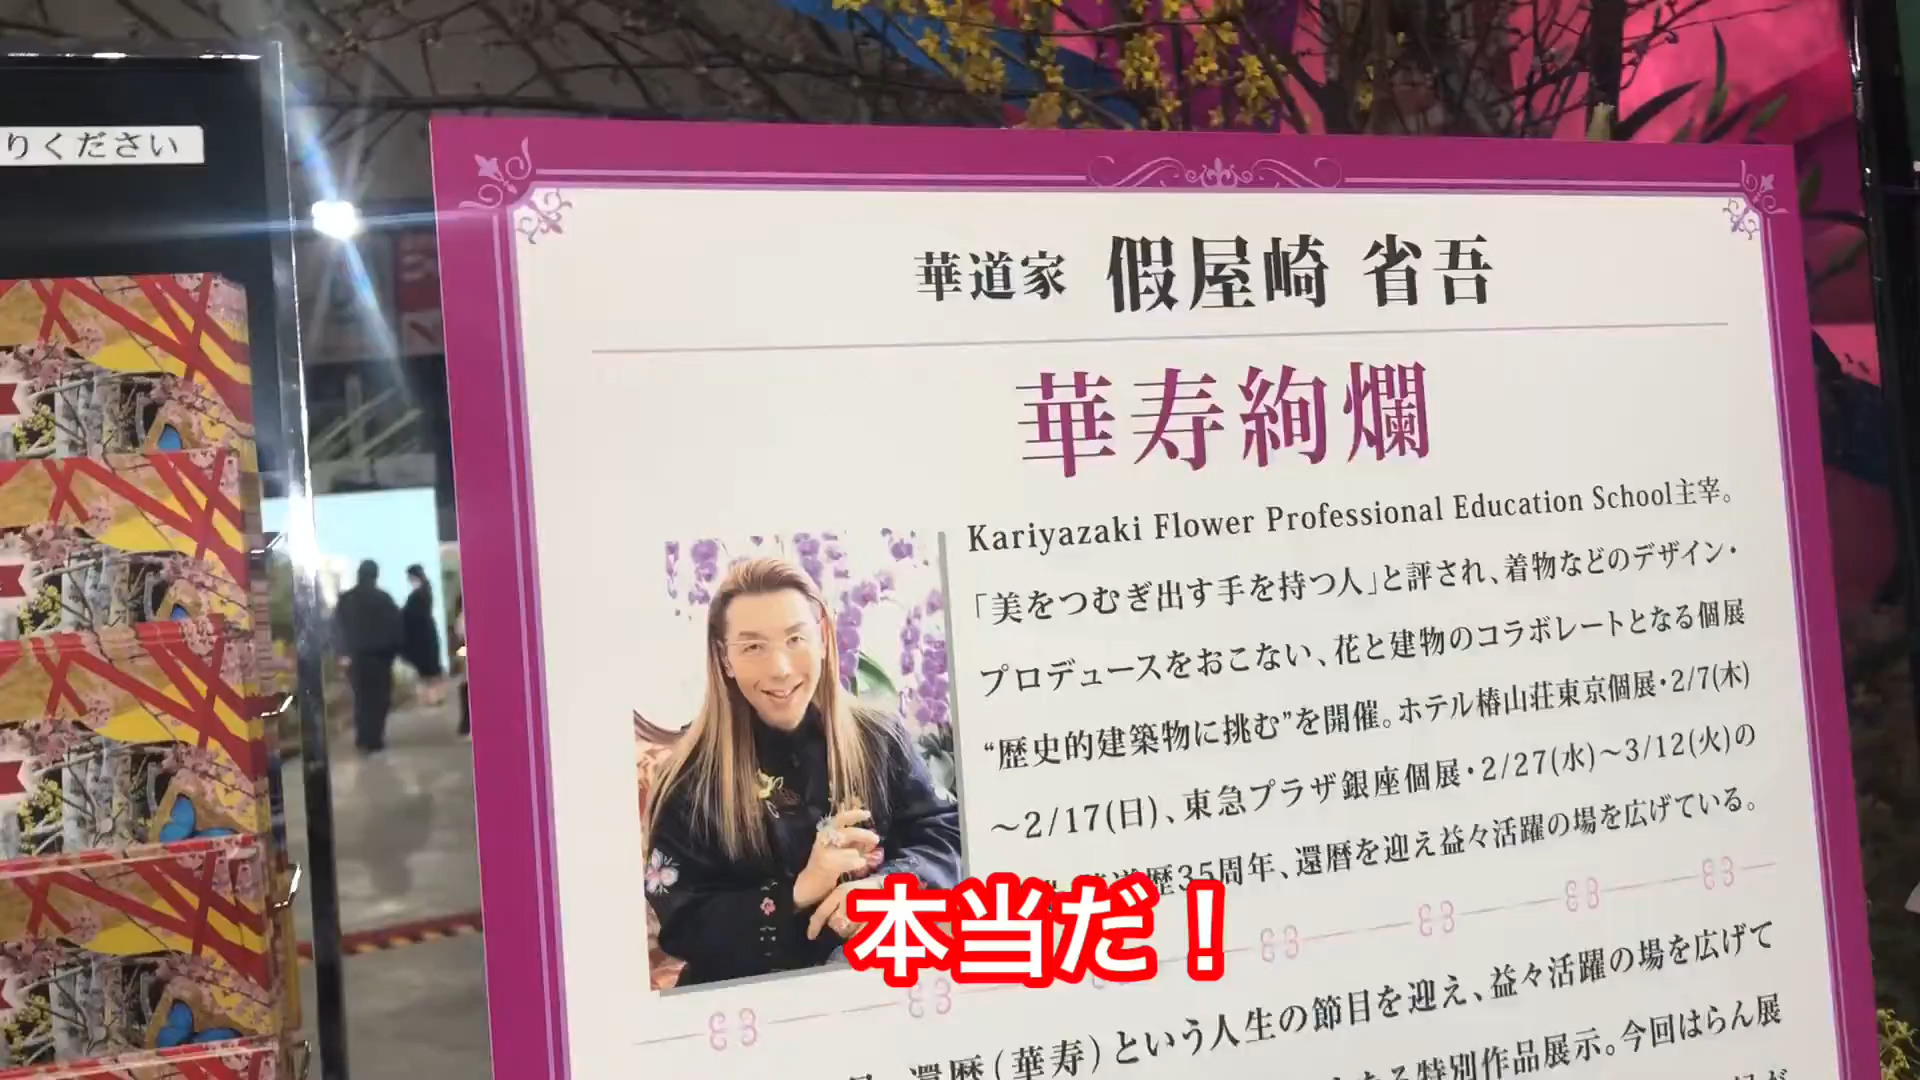 りください
華道家 假屋崎 省吾
華寿絢爛
Kariyazaki Flower Professional Education School主宰。
「美をつむぎ出す手を持つ人」と評され、着物などのデザイン・
プロデュースをおこない、花と建物のコラボレートとなる個展
“歴史的建築物に挑む”を開催。ホテル椿山荘東京個展・2/7(木)
～2/17(日)、東急プラザ銀座個展・2/27(水)～3/12(火)の
歴35周年、還暦を迎え益々活躍の場を広げている。
本当だ！
還暦(華寿)という人生の節目を迎え、益々活躍の場を広げて
特別作品展示。今回はらん展